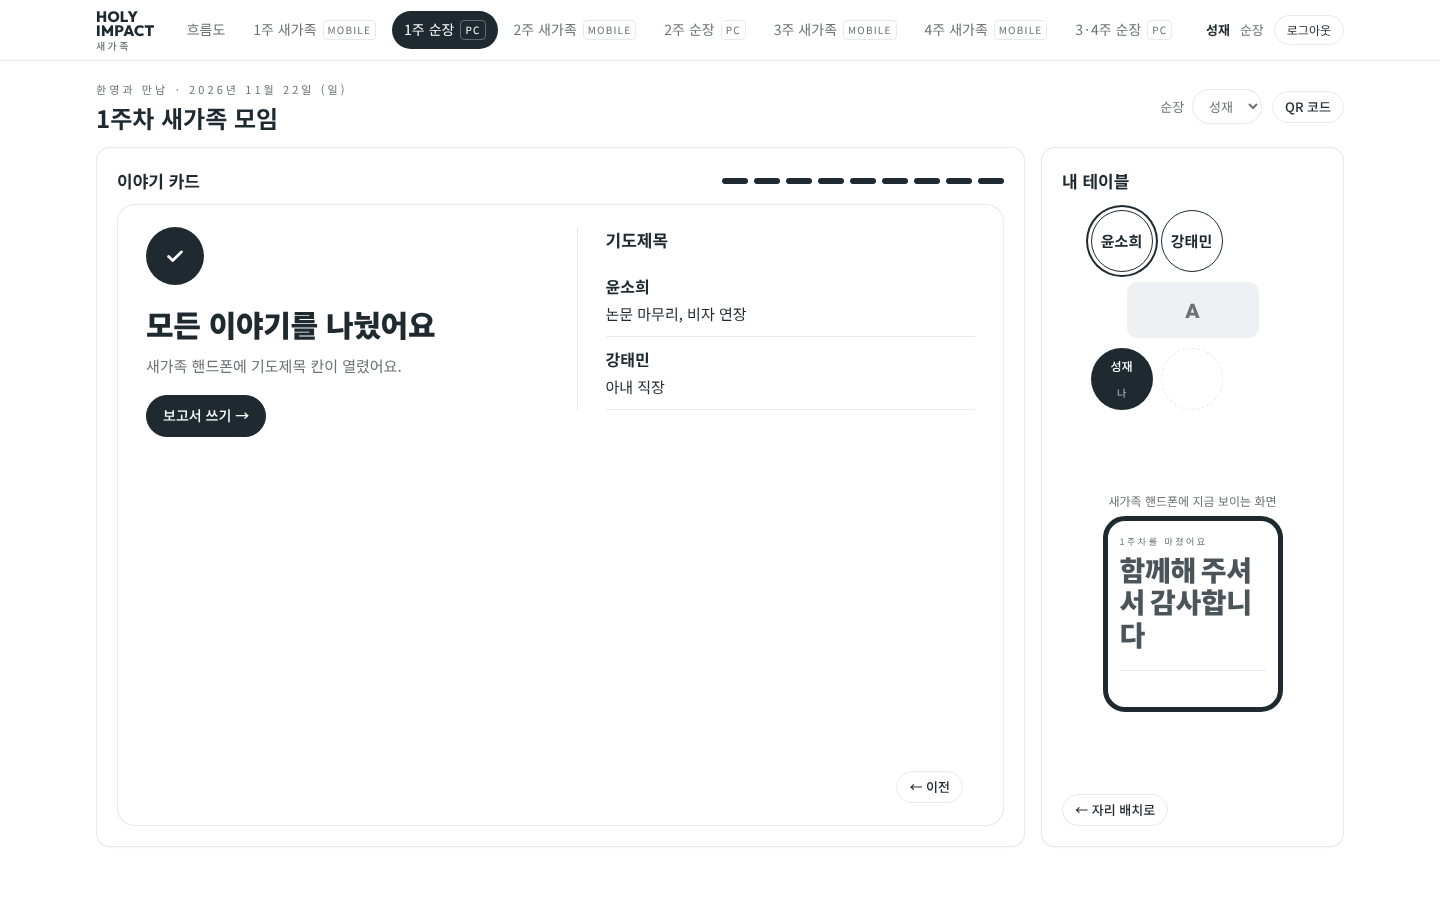 HOLY
IMPACT
새가족
흐름도
1주 새가족 MOBILE
1주 순장 PC
2주 새가족 MOBILE
2주 순장 PC
3주 새가족 MOBILE
4주 새가족 MOBILE
3·4주 순장 PC
성재 순장
로그아웃
환영과 만남 · 2026년 11월 22일 (일)
1주차 새가족 모임
순장
성재
QR 코드
이야기 카드
모든 이야기를 나눴어요
새가족 핸드폰에 기도제목 칸이 열렸어요.
보고서 쓰기 →
기도제목
윤소희
논문 마무리, 비자 연장
강태민
아내 직장
← 이전
내 테이블
윤소희
강태민
A
성재
나
새가족 핸드폰에 지금 보이는 화면
1주차를 마쳤어요
함께해 주셔
서 감사합니
다
← 자리 배치로